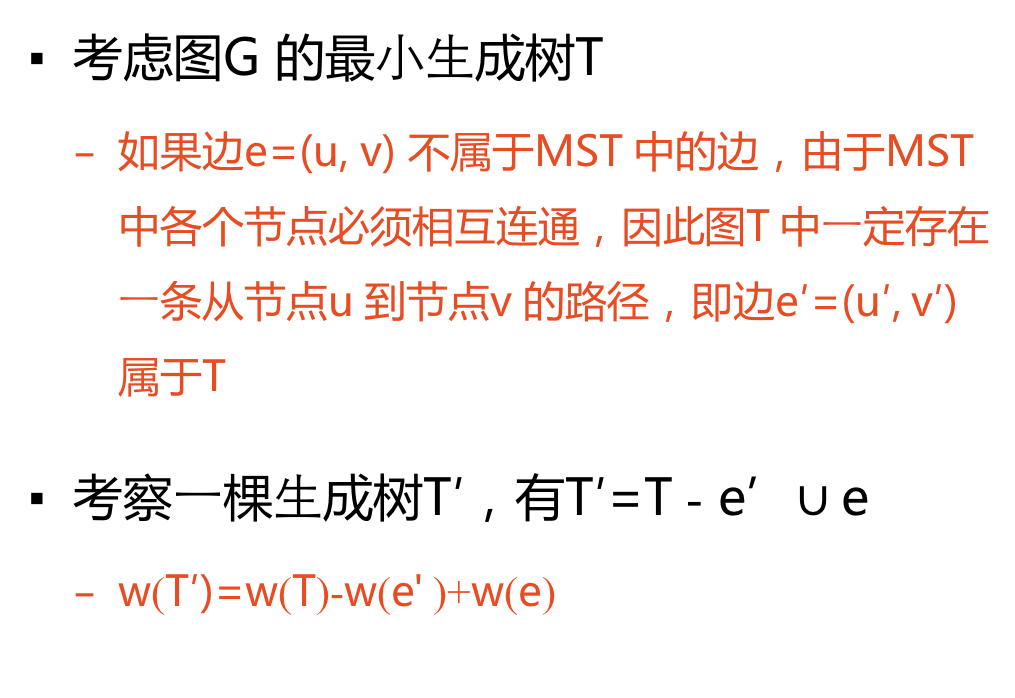 ▪ 考虑图G 的最小生成树T
– 如果边e=(u, v) 不属于MST 中的边，由于MST
中各个节点必须相互连通，因此图T 中一定存在
一条从节点u 到节点v 的路径，即边e′=(u′, v′)
属于T
▪ 考察一棵生成树T′，有T′=T - e′ ∪ e
– w(T′)=w(T)-w(e' )+w(e)